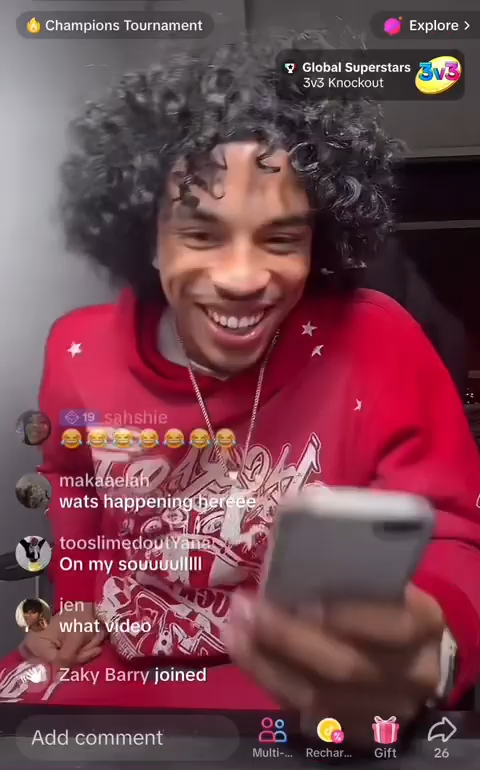 Champions Tournament
Explore >
Global Superstars
3v3
3v3 Knockout
19 sahshie
😂😂😂😂😂😂😂
makaaelah
wats happening hereee
tooslimedoutYana
On my souuuulllll
jen
what video
Zaky Barry joined
Add comment
Multi-...
Rechar...
Gift
26